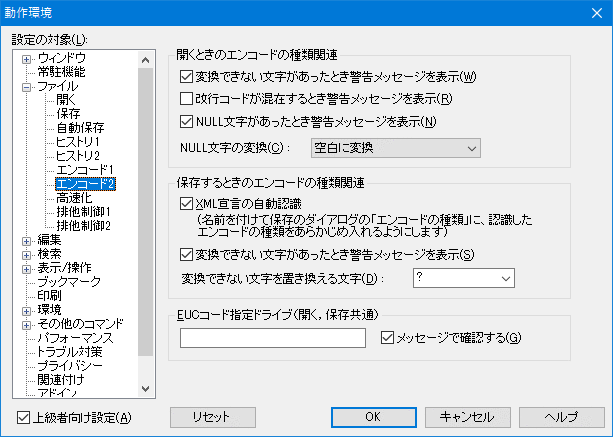 動作環境
設定の対象(L):
ウィンドウ
常駐機能
ファイル
開く
保存
自動保存
ヒストリ1
ヒストリ2
エンコード1
エンコード2
高速化
排他制御1
排他制御2
編集
検索
表示/操作
ブックマーク
印刷
環境
その他のコマンド
パフォーマンス
トラブル対策
プライバシー
関連付け
アドイン
開くときのエンコードの種類関連
変換できない文字があったとき警告メッセージを表示(W)
改行コードが混在するとき警告メッセージを表示(R)
NULL文字があったとき警告メッセージを表示(N)
NULL文字の変換(C): 空白に変換
保存するときのエンコードの種類関連
XML宣言の自動認識
(名前を付けて保存のダイアログの「エンコードの種類」に、認識した
エンコードの種類をあらかじめ入れるようにします)
変換できない文字があったとき警告メッセージを表示(S)
変換できない文字を置き換える文字(D): ?
EUCコード指定ドライブ(開く,保存共通)
メッセージで確認する(G)
上級者向け設定(A)
リセット
OK
キャンセル
ヘルプ